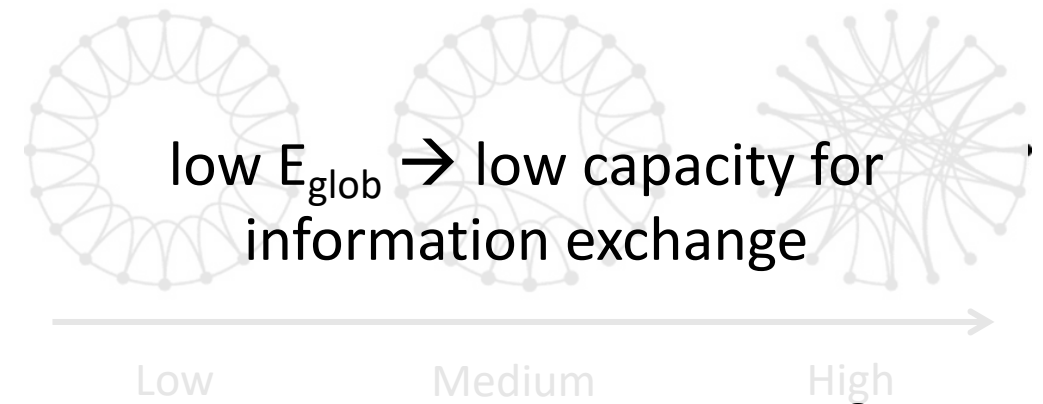 low E_glob → low capacity for
information exchange
Low Medium High